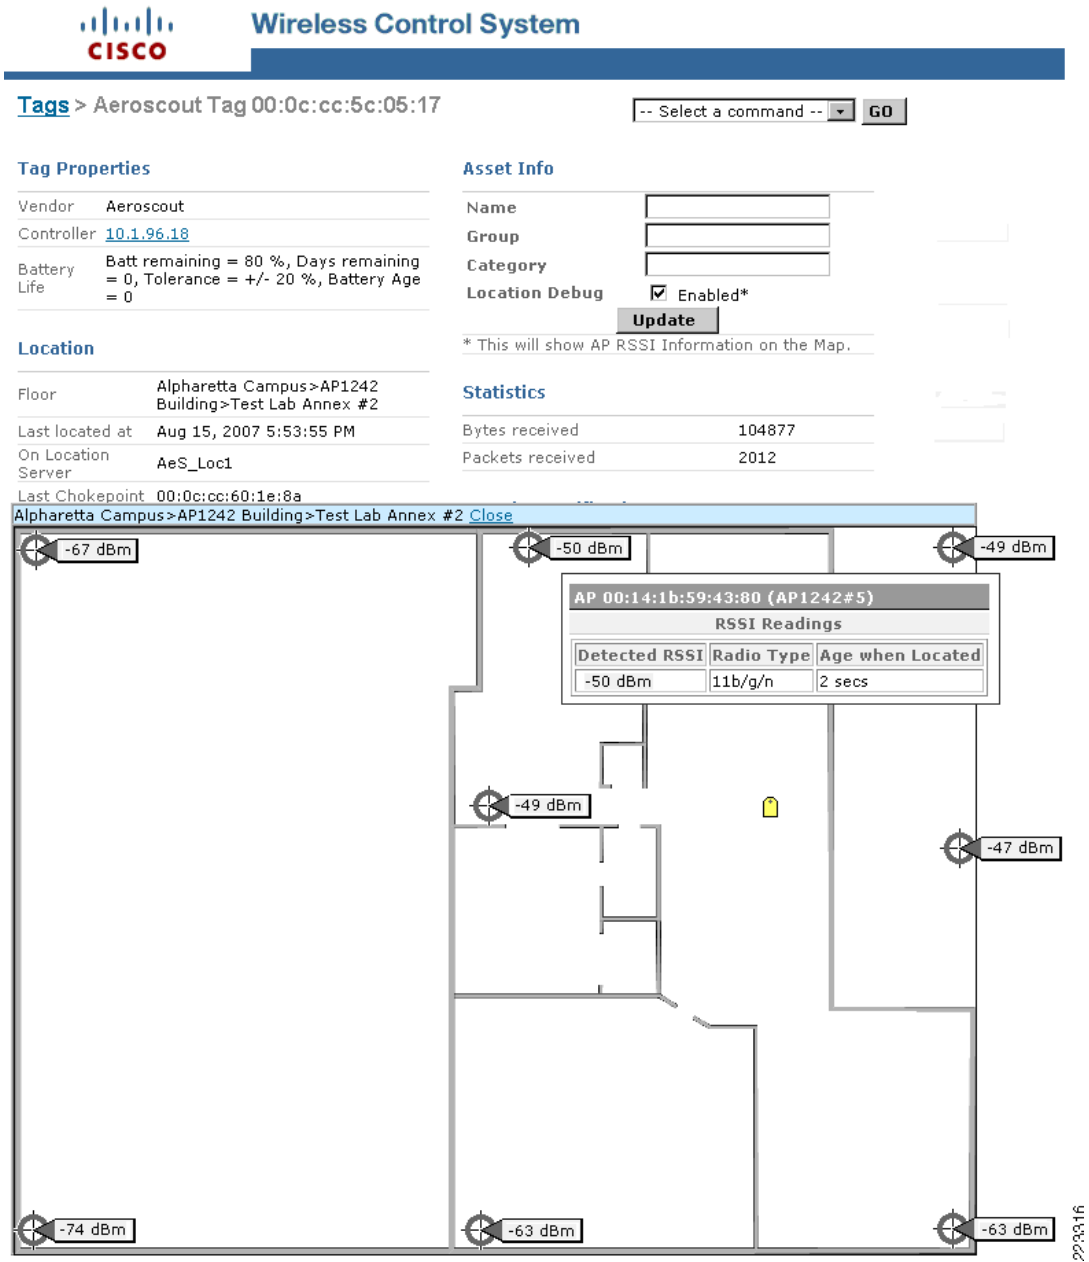 CISCO
Wireless Control System
Tags > Aeroscout Tag 00:0c:cc:5c:05:17
-- Select a command --
GO
Tag Properties
Vendor Aeroscout
Controller 10.1.96.18
Battery Life
Batt remaining = 80 %, Days remaining
= 0, Tolerance = +/- 20 %, Battery Age
= 0
Location
Floor
Alpharetta Campus>AP1242
Building>Test Lab Annex #2
Last located at Aug 15, 2007 5:53:55 PM
On Location
Server
AeS_Loc1
Last Chokepoint 00:0c:cc:60:1e:8a
Asset Info
Name
Group
Category
Location Debug Enabled*
Update
* This will show AP RSSI Information on the Map.
Statistics
Bytes received 104877
Packets received 2012
Alpharetta Campus>AP1242 Building>Test Lab Annex #2 Close
-67 dBm
-50 dBm
-49 dBm
AP 00:14:1b:59:43:80 (AP1242#5)
RSSI Readings
Detected RSSI Radio Type Age when Located
-50 dBm 11b/g/n 2 secs
-49 dBm
-47 dBm
-74 dBm
-63 dBm
-63 dBm
223316